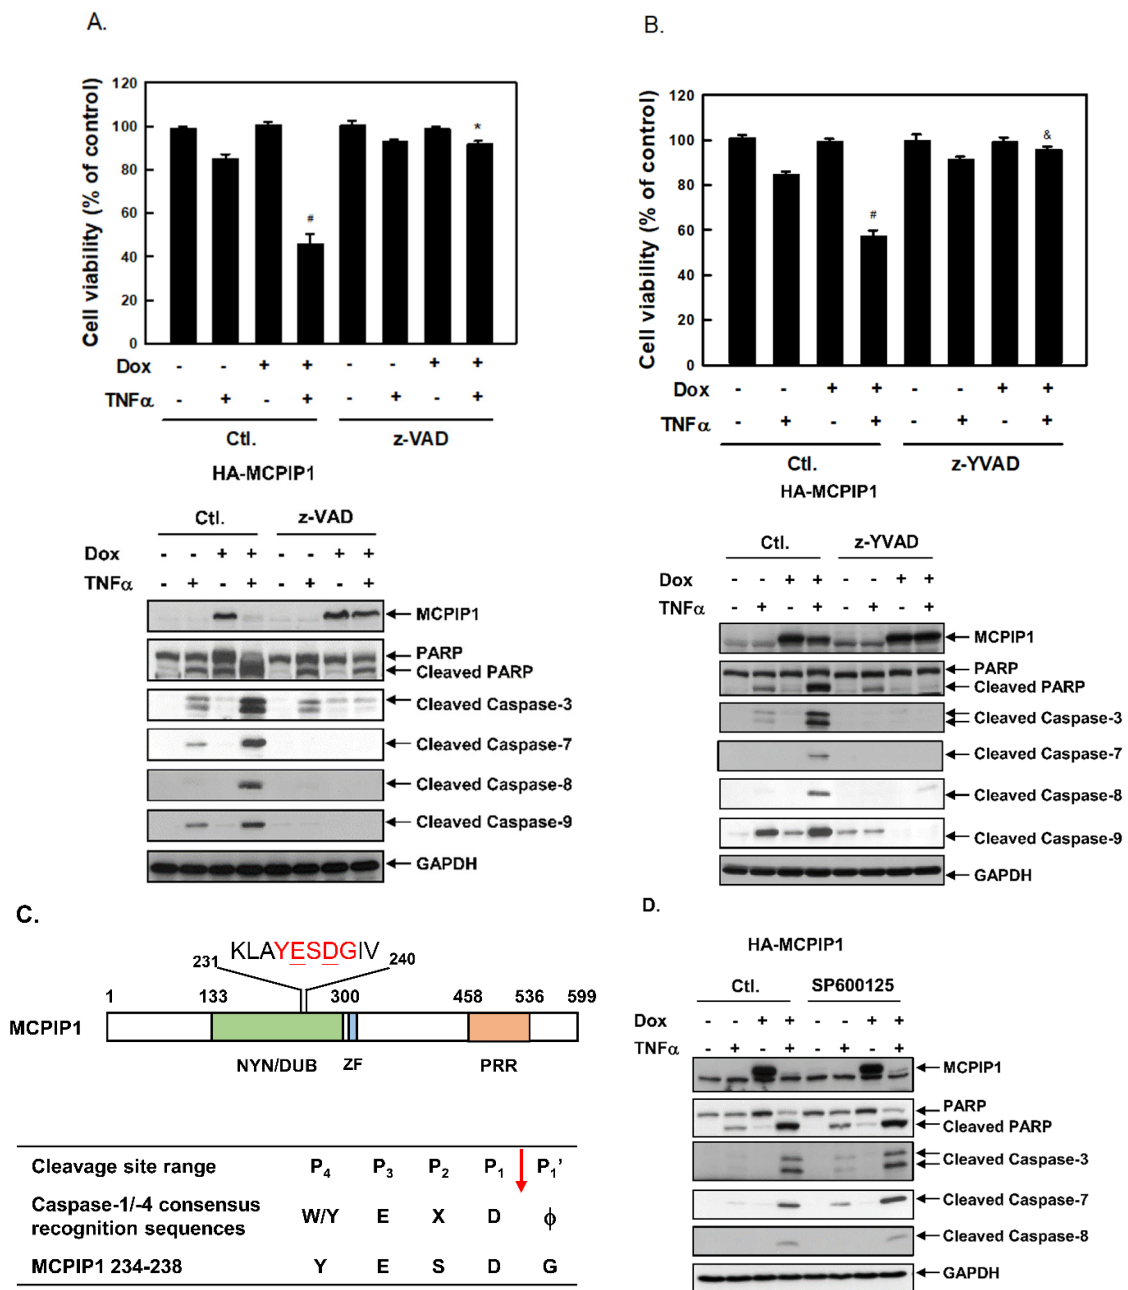 A.
Cell viability (% of control)
120
100
80
60
40
20
0
#
*
Dox - - + + - - + +
TNFα - + - + - + - +
Ctl. z-VAD
HA-MCPIP1
Ctl. z-VAD
Dox - - + + - - + +
TNFα - + - + - + - +
MCPIP1
PARP
Cleaved PARP
Cleaved Caspase-3
Cleaved Caspase-7
Cleaved Caspase-8
Cleaved Caspase-9
GAPDH
B.
Cell viability (% of control)
120
100
80
60
40
20
0
#
&
Dox - - + + - - + +
TNFα - + - + - + - +
Ctl. z-YVAD
HA-MCPIP1
Ctl. z-YVAD
Dox - - + + - - + +
TNFα - + - + - + - +
MCPIP1
PARP
Cleaved PARP
Cleaved Caspase-3
Cleaved Caspase-7
Cleaved Caspase-8
Cleaved Caspase-9
GAPDH
C.
KLAYESDGIV
231 240
1 133 300 458 536 599
MCPIP1
NYN/DUB ZF PRR
Cleavage site range P4 P3 P2 P1 P1'
Caspase-1/-4 consensus
recognition sequences W/Y E X D ϕ
MCPIP1 234-238 Y E S D G
D.
HA-MCPIP1
Ctl. SP600125
Dox - - + + - - + +
TNFα - + - + - + - +
MCPIP1
PARP
Cleaved PARP
Cleaved Caspase-3
Cleaved Caspase-7
Cleaved Caspase-8
GAPDH